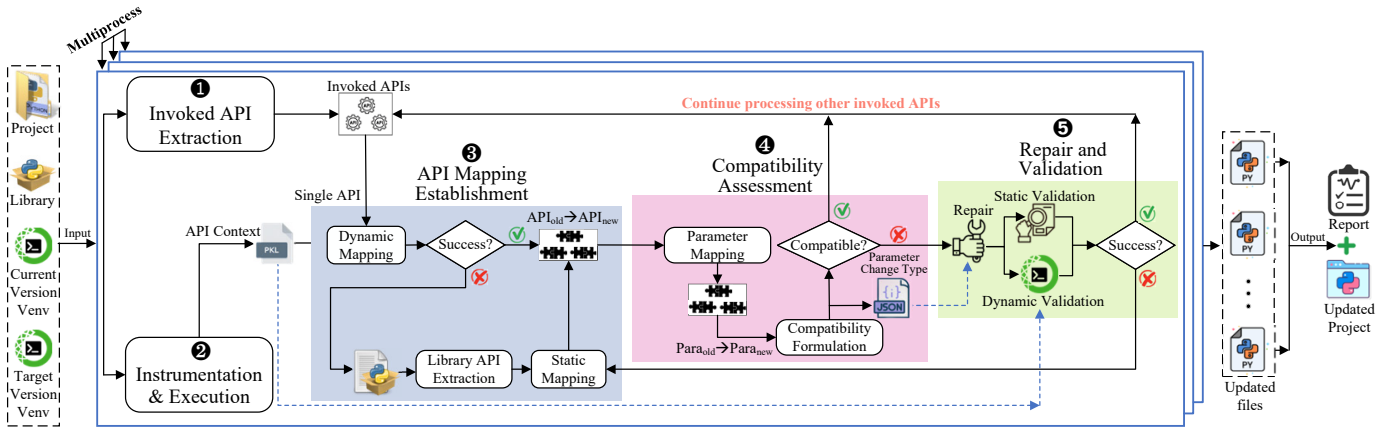 Multiprocess
PYTHON
Project
Library
Current
Version
Venv
Target
Version
Venv
Input
❶
Invoked API
Extraction
❷
Instrumentation
& Execution
API Context
PKL
Invoked APIs
API
API
API
Single API
❸
API Mapping
Establishment
Dynamic
Mapping
Success?
APIold→APInew
Library API
Extraction
Static
Mapping
Continue processing other invoked APIs
❹
Compatibility
Assessment
Parameter
Mapping
Paraold→Paranew
Compatible?
Compatibility
Formulation
Parameter
Change Type
{i}
JSON
❺
Repair and
Validation
Repair
Static Validation
Dynamic Validation
Success?
PY
PY
PY
Updated
files
Output
Report
Updated
Project